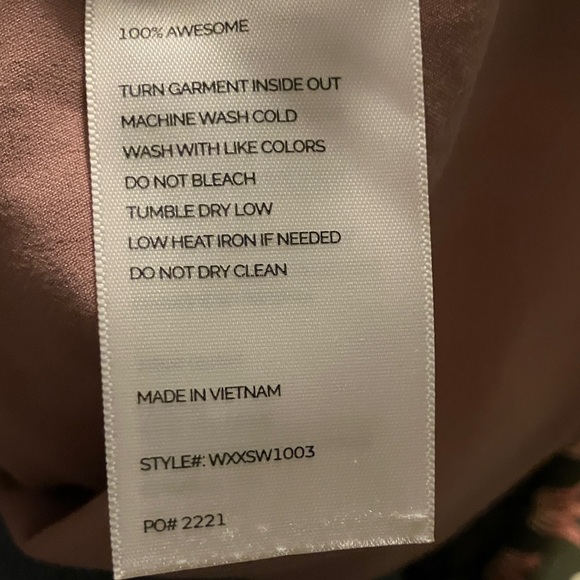 100% AWESOME
TURN GARMENT INSIDE OUT
MACHINE WASH COLD
WASH WITH LIKE COLORS
DO NOT BLEACH
TUMBLE DRY LOW
LOW HEAT IRON IF NEEDED
DO NOT DRY CLEAN
MADE IN VIETNAM
STYLE#: WXXSW1003
PO# 2221